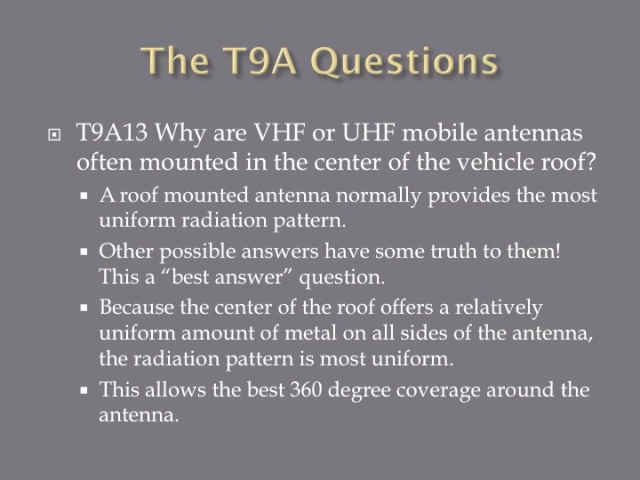 The T9A Questions
T9A13 Why are VHF or UHF mobile antennas
often mounted in the center of the vehicle roof?
A roof mounted antenna normally provides the most
uniform radiation pattern.
Other possible answers have some truth to them!
This a “best answer” question.
Because the center of the roof offers a relatively
uniform amount of metal on all sides of the antenna,
the radiation pattern is most uniform.
This allows the best 360 degree coverage around the
antenna.